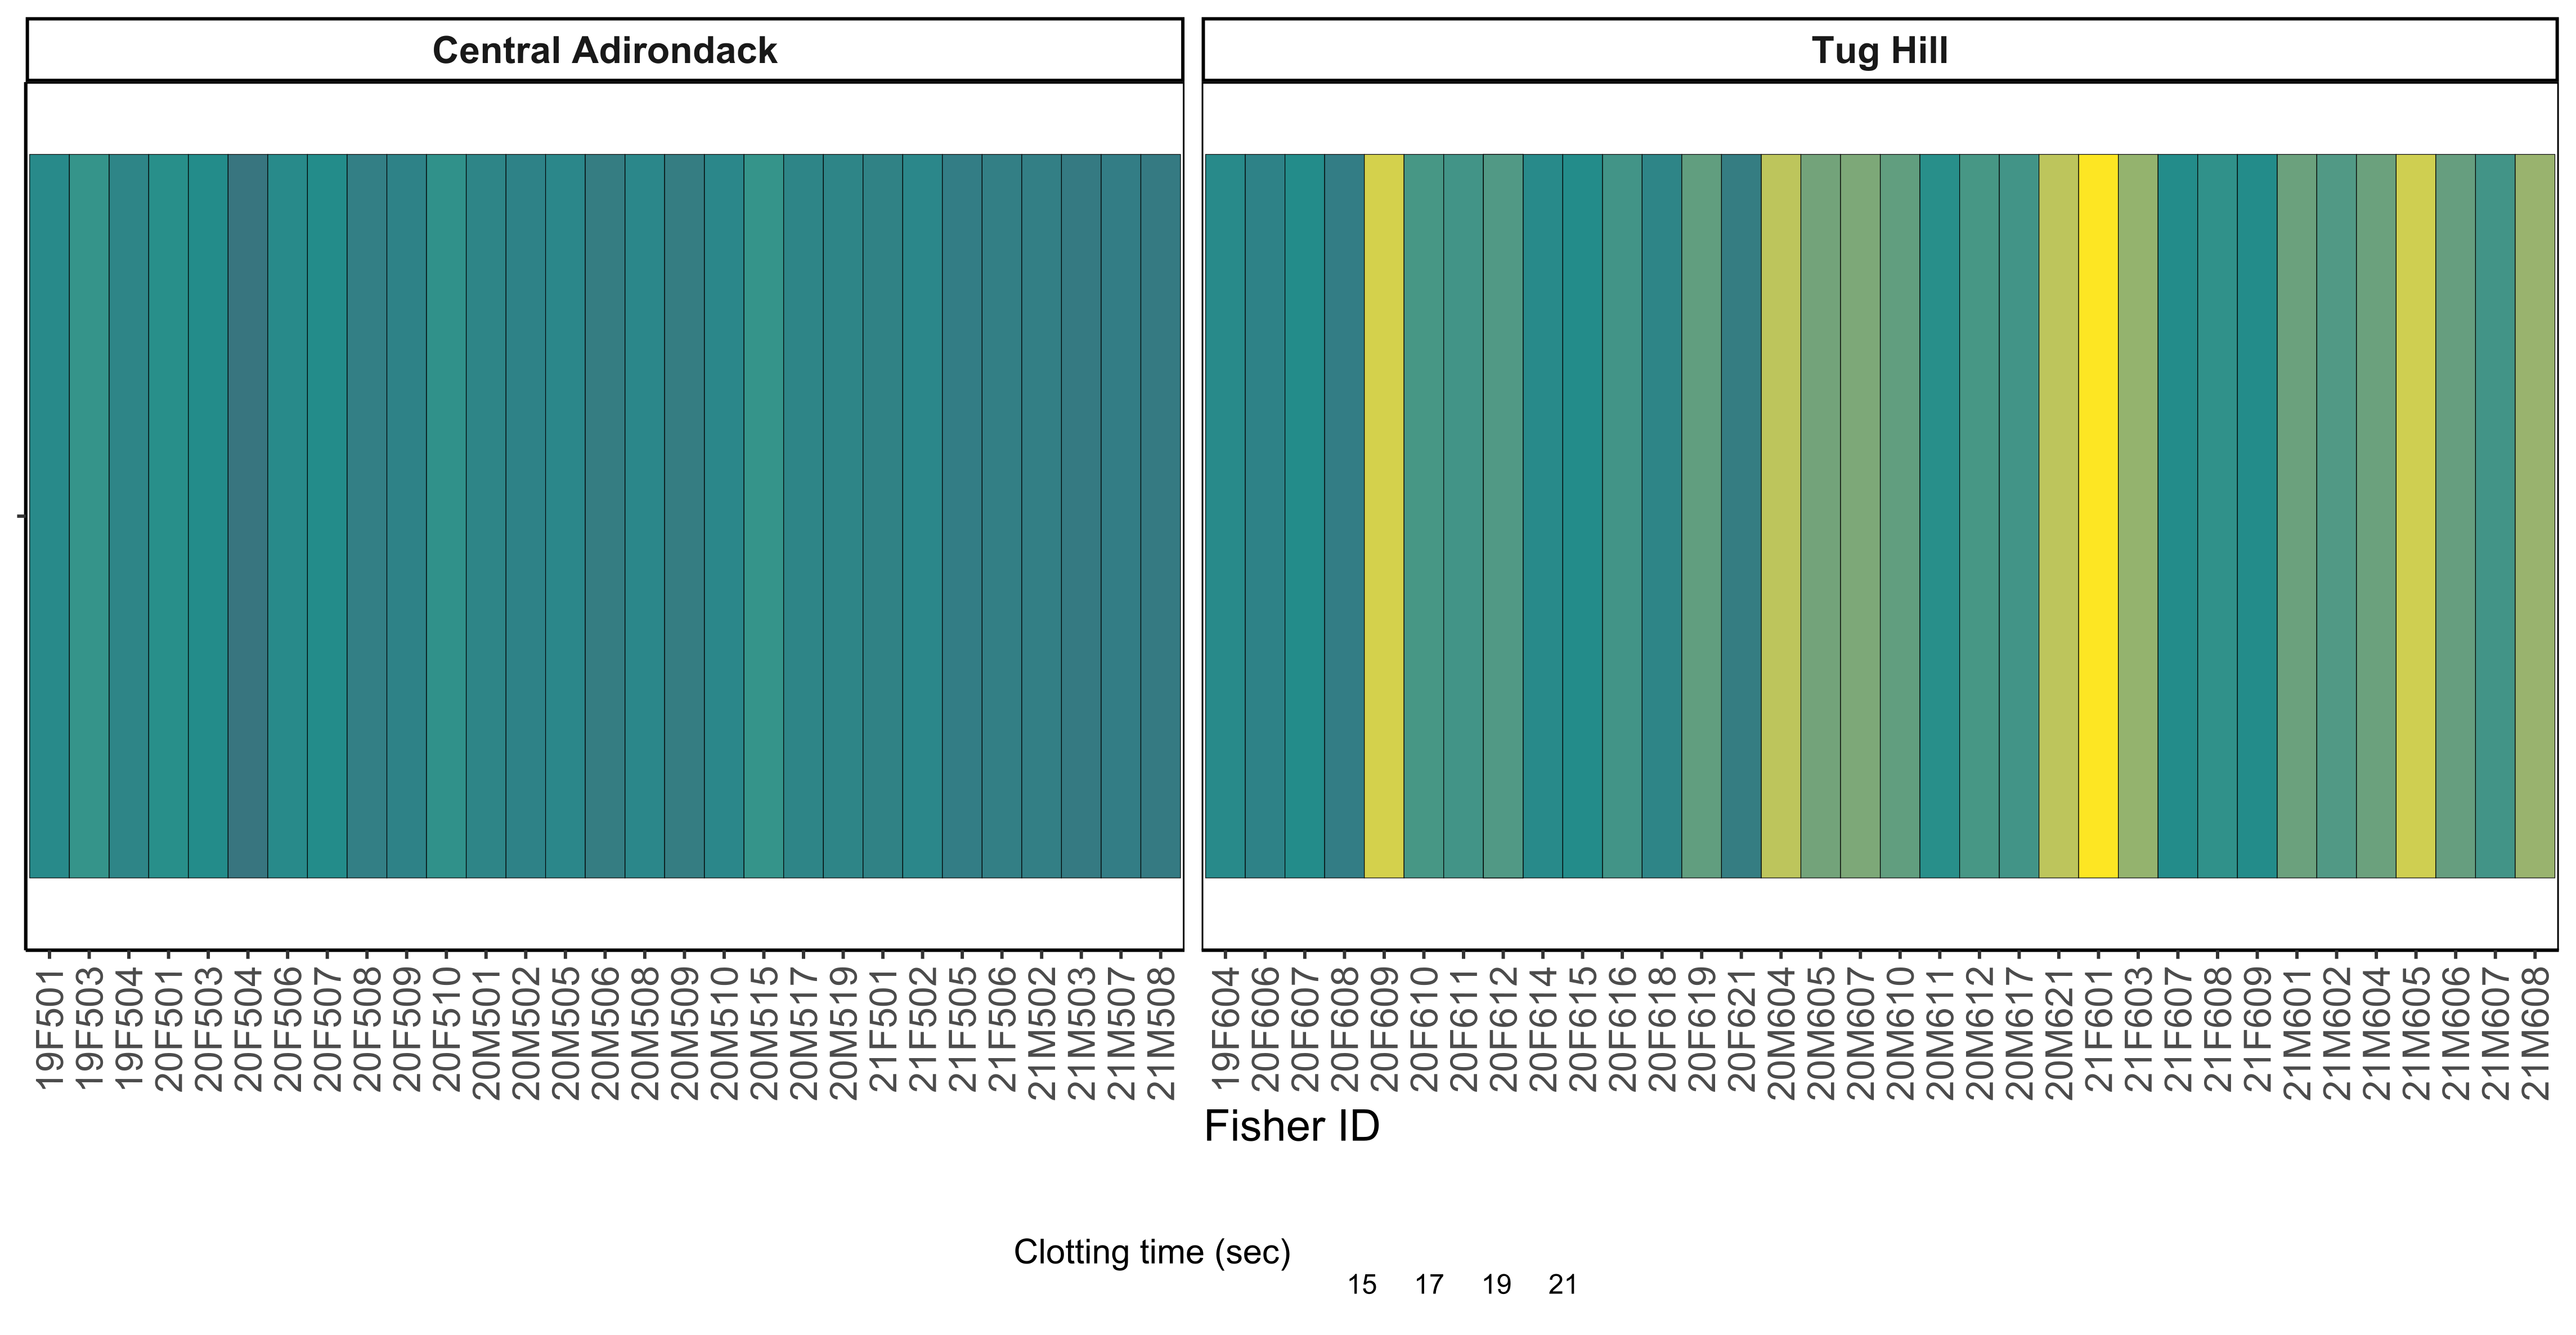 Central Adirondack
Tug Hill
19F501
19F503
19F504
20F501
20F503
20F504
20F506
20F507
20F508
20F509
20F510
20M501
20M502
20M505
20M506
20M508
20M509
20M510
20M515
20M517
20M519
21F501
21F502
21F505
21F506
21M502
21M503
21M507
21M508
19F604
20F606
20F607
20F608
20F609
20F610
20F611
20F612
20F614
20F615
20F616
20F618
20F619
20F621
20M604
20M605
20M607
20M610
20M611
20M612
20M617
20M621
21F601
21F603
21F607
21F608
21F609
21M601
21M602
21M604
21M605
21M606
21M607
21M608
Fisher ID
Clotting time (sec)
15 17 19 21